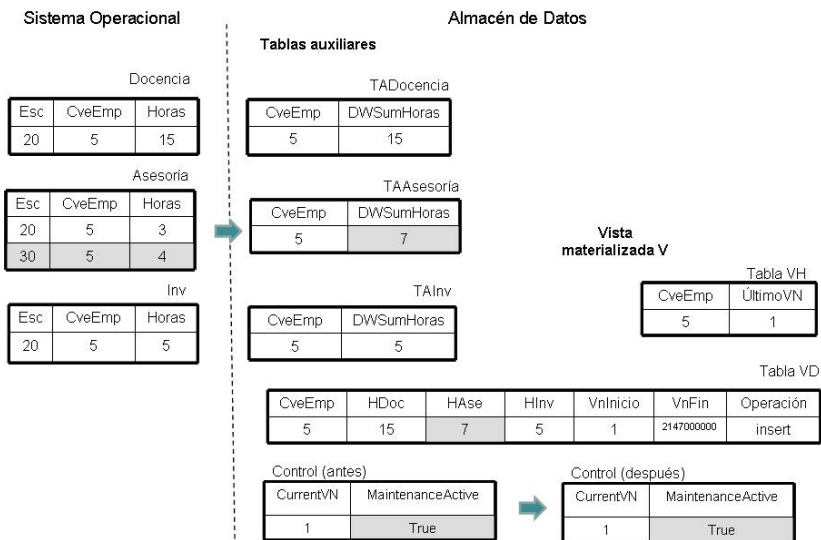 Sistema Operacional
Almacén de Datos
Tablas auxiliares
Docencia
Esc CveEmp Horas
20 5 15
TADocencia
CveEmp DWSumHoras
5 15
Asesoría
Esc CveEmp Horas
20 5 3
30 5 4
TAAsesoría
CveEmp DWSumHoras
5 7
Vista
materializada V
Tabla VH
CveEmp ÚltimoVN
5 1
Inv
Esc CveEmp Horas
20 5 5
TAInv
CveEmp DWSumHoras
5 5
Tabla VD
CveEmp HDoc HAse HInv VnInicio VnFin Operación
5 15 7 5 1 2147000000 insert
Control (antes)
CurrentVN MaintenanceActive
1 True
Control (después)
CurrentVN MaintenanceActive
1 True